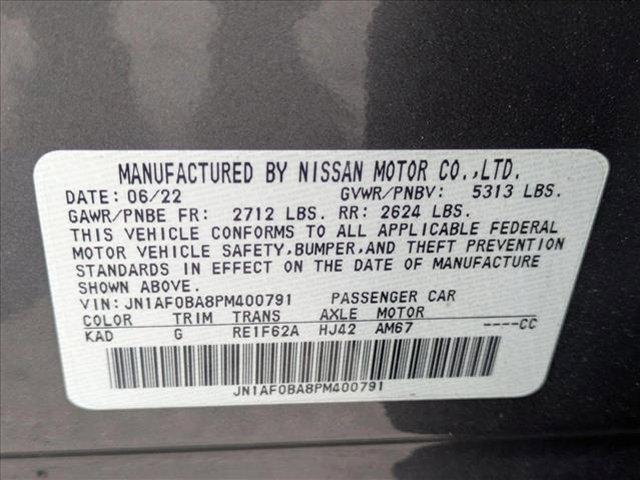 MANUFACTURED BY NISSAN MOTOR CO.,LTD.
DATE: 06/22 GVWR/PNBV: 5313 LBS.
GAWR/PNBE FR: 2712 LBS. RR: 2624 LBS.
THIS VEHICLE CONFORMS TO ALL APPLICABLE FEDERAL
MOTOR VEHICLE SAFETY,BUMPER,AND THEFT PREVENTION
STANDARDS IN EFFECT ON THE DATE OF MANUFACTURE
SHOWN ABOVE.
VIN: JN1AF0BA8PM400791 PASSENGER CAR
COLOR TRIM TRANS AXLE MOTOR
KAD G RE1F62A HJ42 AM67 ----CC
JN1AF0BA8PM400791